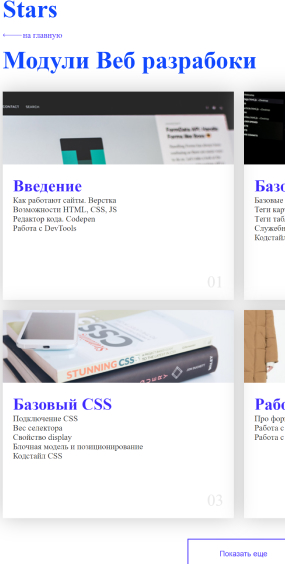 Stars
на главную
Модули Веб разрабоки
Введение
Как работают сайты. Верстка
Возможности HTML, CSS, JS
Редактор кода. Codepen
Работа с DevTools
01
Базо
Базовые
Теги кар
Теги таб
Служебн
Кодстай
STUNNING CSS
CSS
Базовый CSS
Подключение CSS
Вес селектора
Свойство display
Блочная модель и позиционирование
Кодстайл CSS
03
Рабо
Про фор
Работа с
Работа с
Показать еще